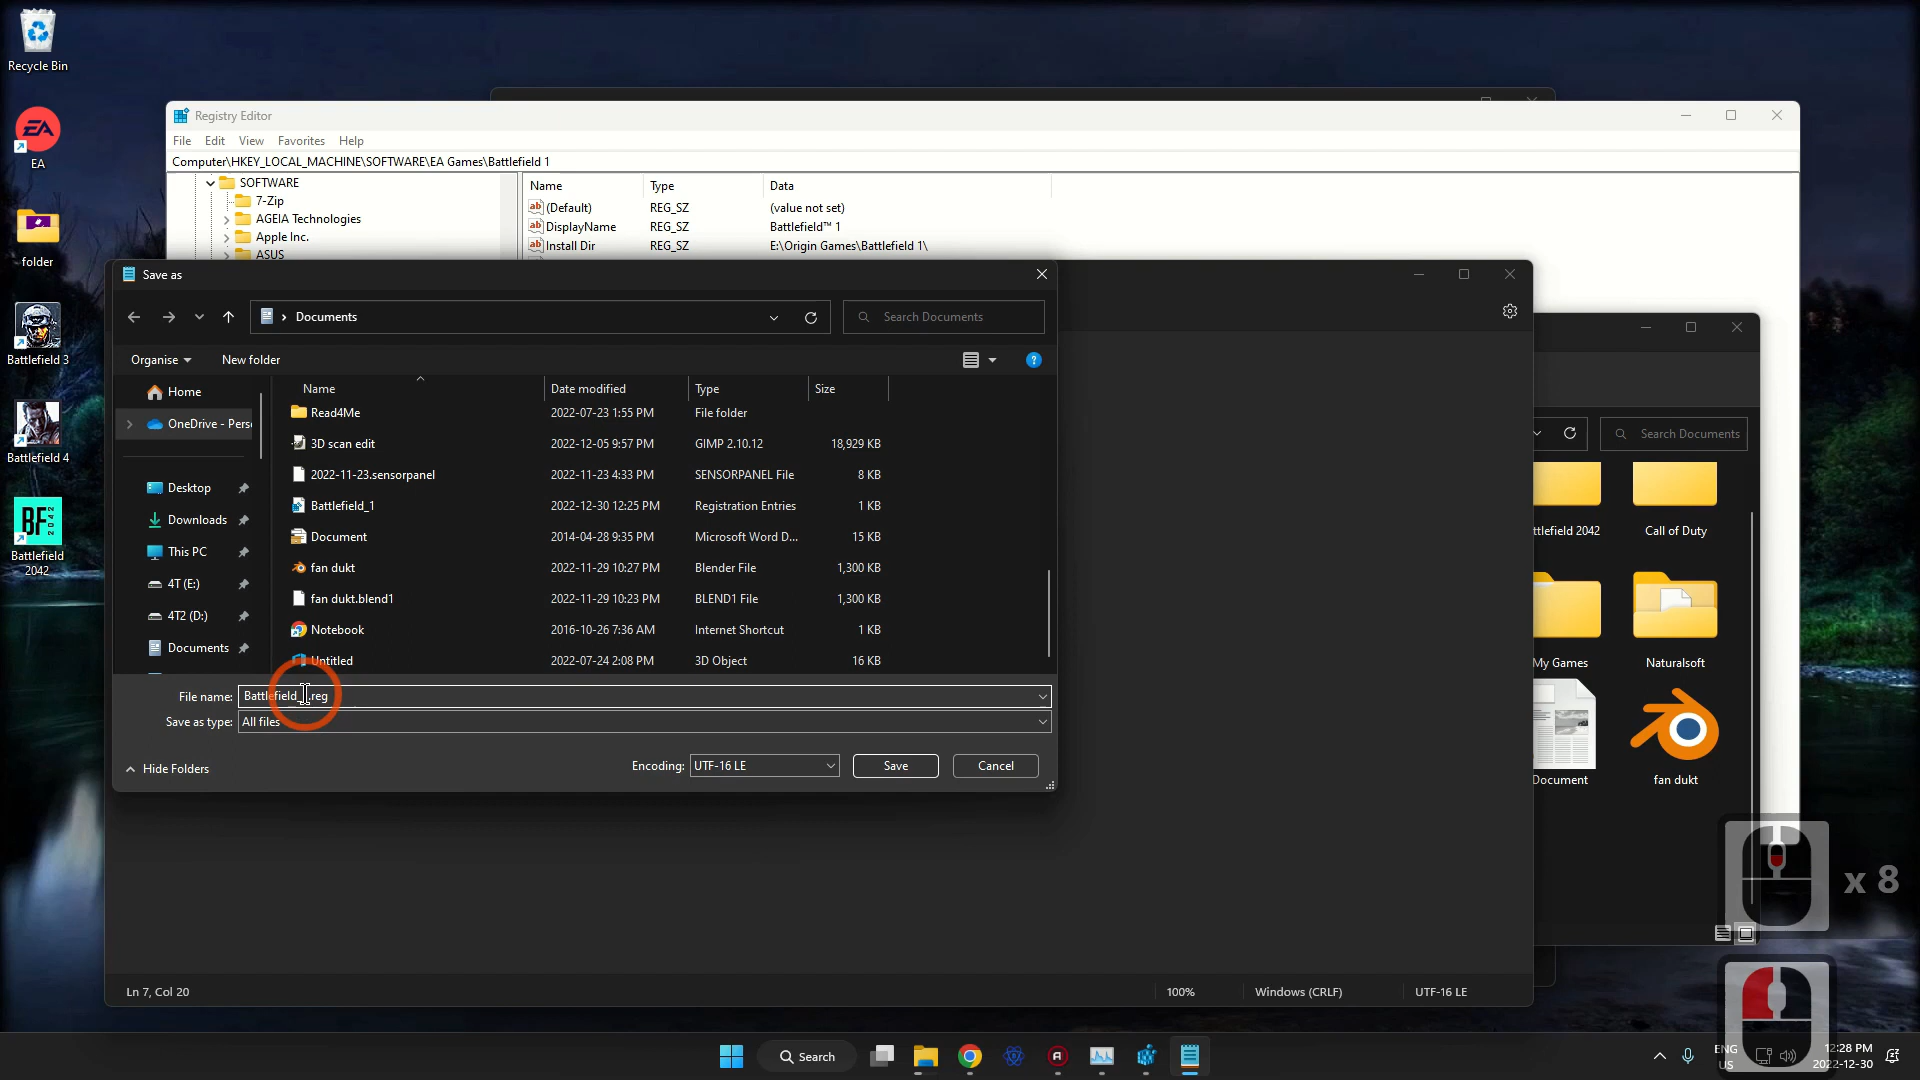 Recycle Bin
EA
folder
Battlefield 3
Battlefield 4
BF
2042
Battlefield
2042
Registry Editor
File Edit View Favorites Help
Computer\HKEY_LOCAL_MACHINE\SOFTWARE\EA Games\Battlefield 1
SOFTWARE
7-Zip
AGEIA Technologies
Apple Inc.
ASUS
Name Type Data
(Default) REG_SZ (value not set)
DisplayName REG_SZ Battlefield™ 1
Install Dir REG_SZ E:\Origin Games\Battlefield 1\
Save as
Documents
Search Documents
Organise New folder
Home
OneDrive - Pers
Desktop
Downloads
This PC
4T (E:)
4T2 (D:)
Documents
Name Date modified Type Size
Read4Me 2022-07-23 1:55 PM File folder
3D scan edit 2022-12-05 9:57 PM GIMP 2.10.12 18,929 KB
2022-11-23.sensorpanel 2022-11-23 4:33 PM SENSORPANEL File 8 KB
Battlefield_1 2022-12-30 12:25 PM Registration Entries 1 KB
Document 2014-04-28 9:35 PM Microsoft Word D... 15 KB
fan dukt 2022-11-29 10:27 PM Blender File 1,300 KB
fan dukt.blend1 2022-11-29 10:23 PM BLEND1 File 1,300 KB
Notebook 2016-10-26 7:36 AM Internet Shortcut 1 KB
Untitled 2022-07-24 2:08 PM 3D Object 16 KB
File name: Battlefield_ .reg
Save as type: All files
Hide Folders
Encoding: UTF-16 LE Save Cancel
Search Documents
ttlefield 2042 Call of Duty
My Games Naturalsoft
Document fan dukt
x 8
Ln 7, Col 20 100% Windows (CRLF) UTF-16 LE
Search
ENG
US
12:28 PM
2022-12-30